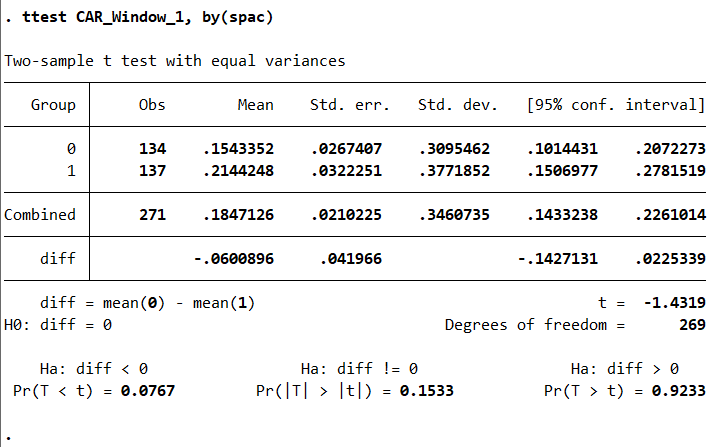 . ttest CAR_Window_1, by(spac)
Two-sample t test with equal variances
Group Obs Mean Std. err. Std. dev. [95% conf. interval]
0 134 .1543352 .0267407 .3095462 .1014431 .2072273
1 137 .2144248 .0322251 .3771852 .1506977 .2781519
Combined 271 .1847126 .0210225 .3460735 .1433238 .2261014
diff -.0600896 .041966 -.1427131 .0225339
diff = mean(0) - mean(1) t = -1.4319
H0: diff = 0 Degrees of freedom = 269
Ha: diff < 0 Ha: diff != 0 Ha: diff > 0
Pr(T < t) = 0.0767 Pr(|T| > |t|) = 0.1533 Pr(T > t) = 0.9233
.